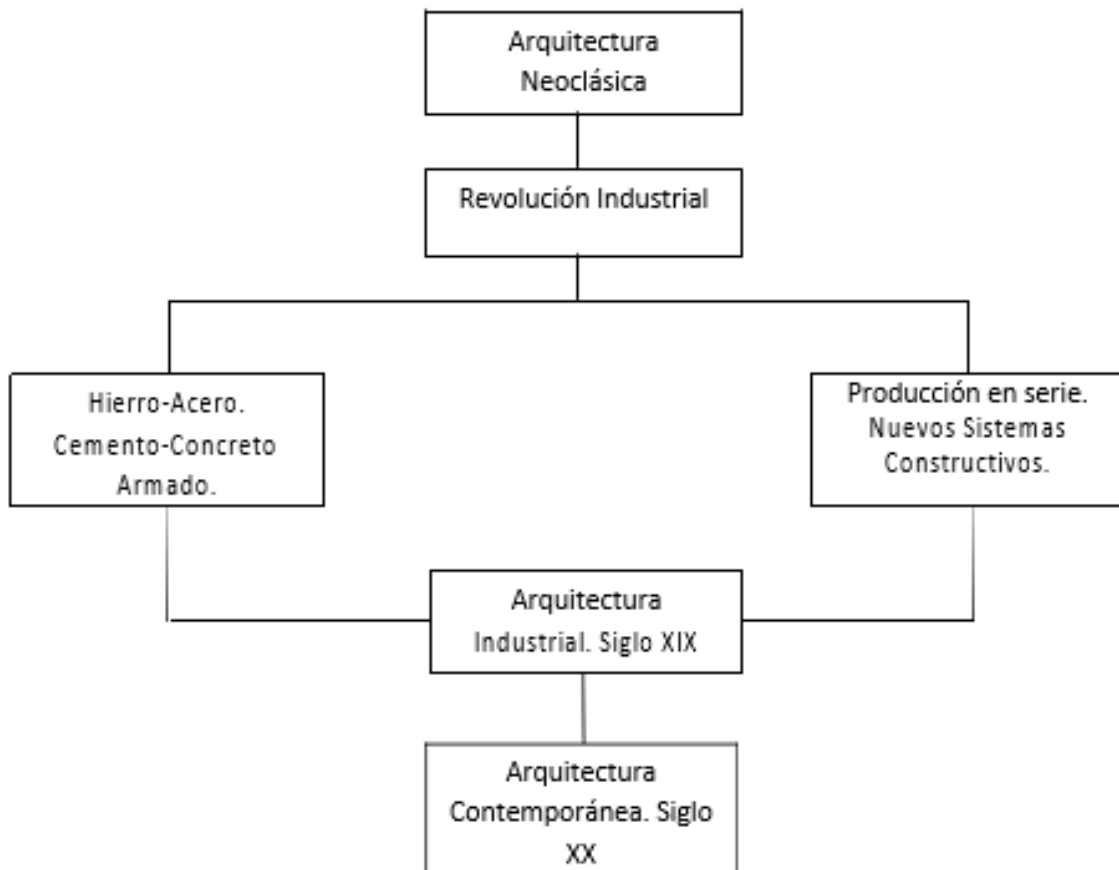 Arquitectura
Neoclásica
Revolución Industrial
Hierro-Acero.
Cemento-Concreto
Armado.
Producción en serie.
Nuevos Sistemas
Constructivos.
Arquitectura
Industrial. Siglo XIX
Arquitectura
Contemporánea. Siglo
XX